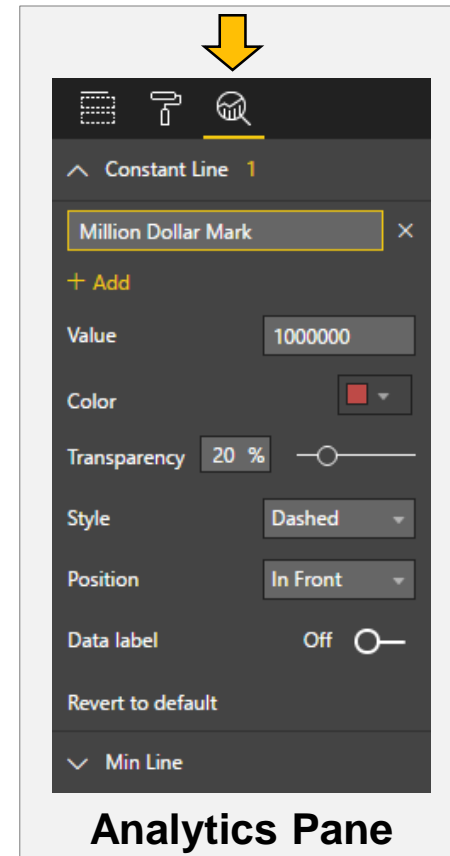 Constant Line 1
Million Dollar Mark ×
+ Add
Value 1000000
Color
Transparency 20 %
Style Dashed
Position In Front
Data label Off
Revert to default
Min Line
Analytics Pane